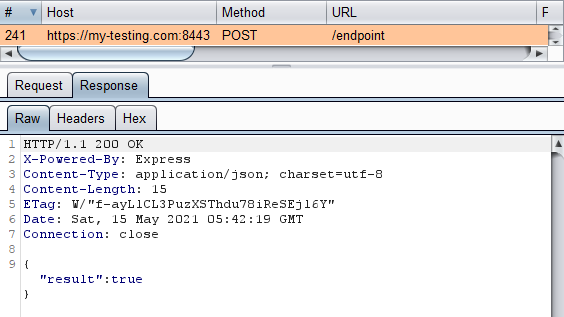 # Host Method URL F
241 https://my-testing.com:8443 POST /endpoint
Request Response
Raw Headers Hex
1 HTTP/1.1 200 OK
2 X-Powered-By: Express
3 Content-Type: application/json; charset=utf-8
4 Content-Length: 15
5 ETag: W/"f-ayLlCL3PuzXSThdu78iReSEjl6Y"
6 Date: Sat, 15 May 2021 05:42:19 GMT
7 Connection: close
8
9 {
"result":true
}